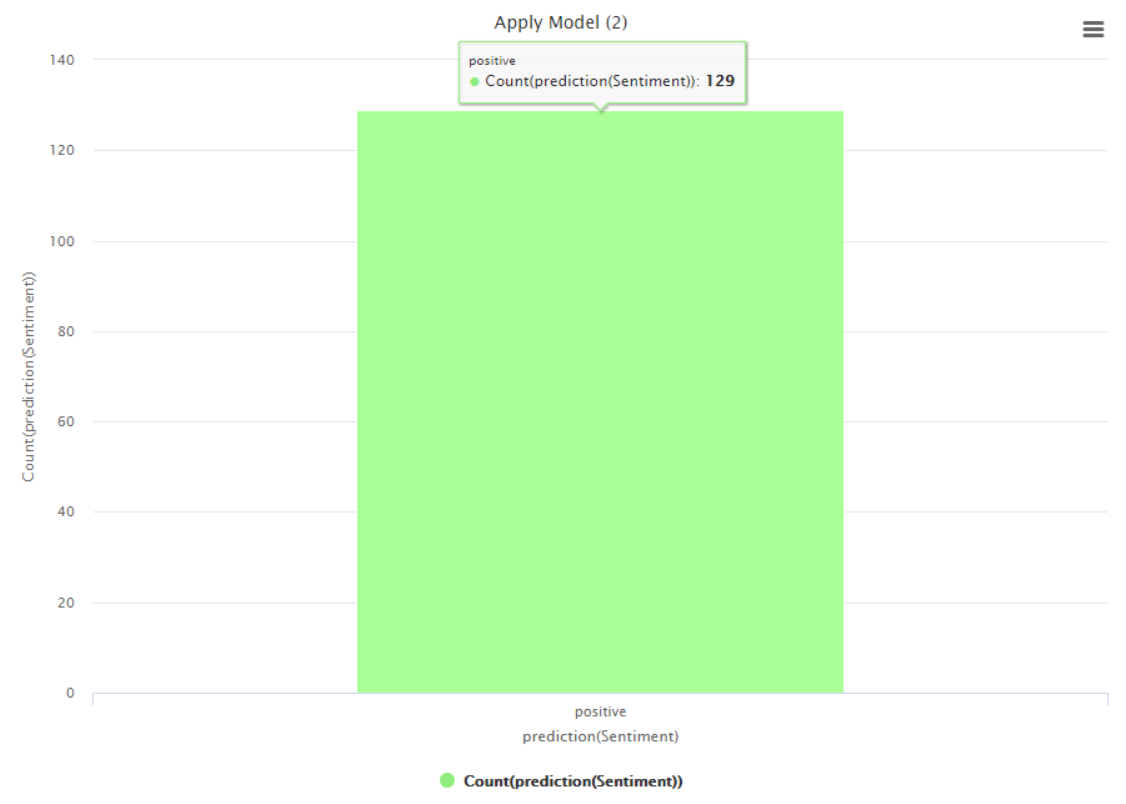 Apply Model (2)
positive
Count(prediction(Sentiment)): 129
140
120
100
80
60
40
20
0
Count(prediction(Sentiment))
positive
prediction(Sentiment)
Count(prediction(Sentiment))